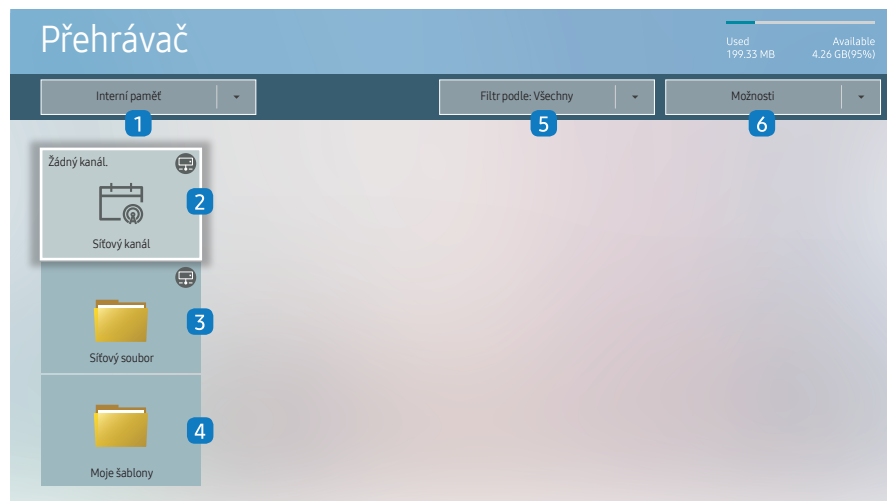 Přehrávač
Used Available
199.33 MB 4.26 GB(95%)
Interní paměť Filtr podle: Všechny Možnosti
1 5 6
Žádný kanál.
2
Síťový kanál
3
Síťový soubor
4
Moje šablony